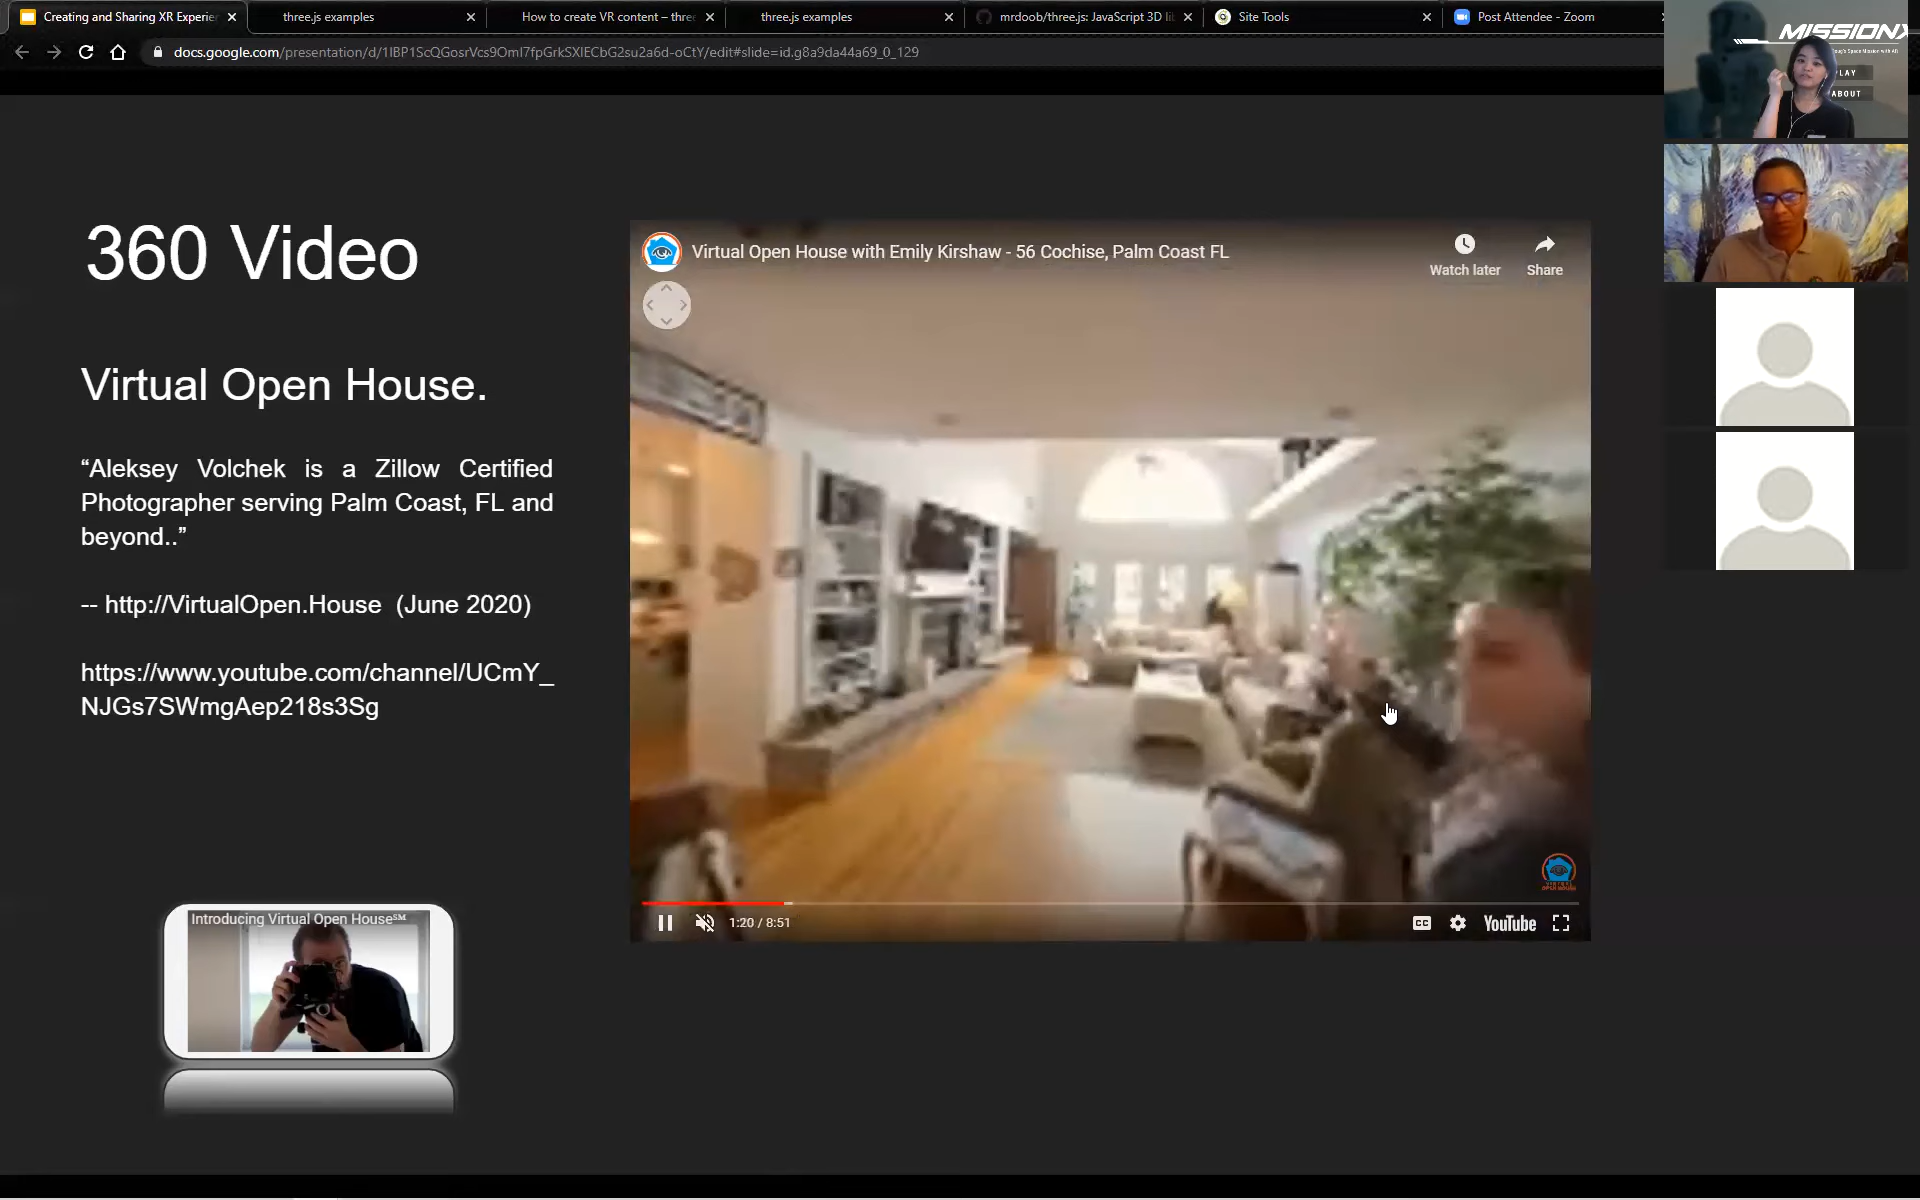 Creating and Sharing XR Experier
three.js examples
How to create VR content – thre
three.js examples
mrdoob/three.js: JavaScript 3D li
Site Tools
Post Attendee - Zoom
docs.google.com/presentation/d/1IBP1ScQGosrVcs9OmI7fpGrkSXlECbG2su2a6d-oCtY/edit#slide=id.g8a9da44a69_0_129
MISSIONX
PLAY
ABOUT
360 Video
Virtual Open House.
“Aleksey Volchek is a Zillow Certified
Photographer serving Palm Coast, FL and
beyond..”
-- http://VirtualOpen.House (June 2020)
https://www.youtube.com/channel/UCmY_
NJGs7SWmgAep218s3Sg
Introducing Virtual Open House℠
Virtual Open House with Emily Kirshaw - 56 Cochise, Palm Coast FL
Watch later
Share
1:20 / 8:51
CC
YouTube